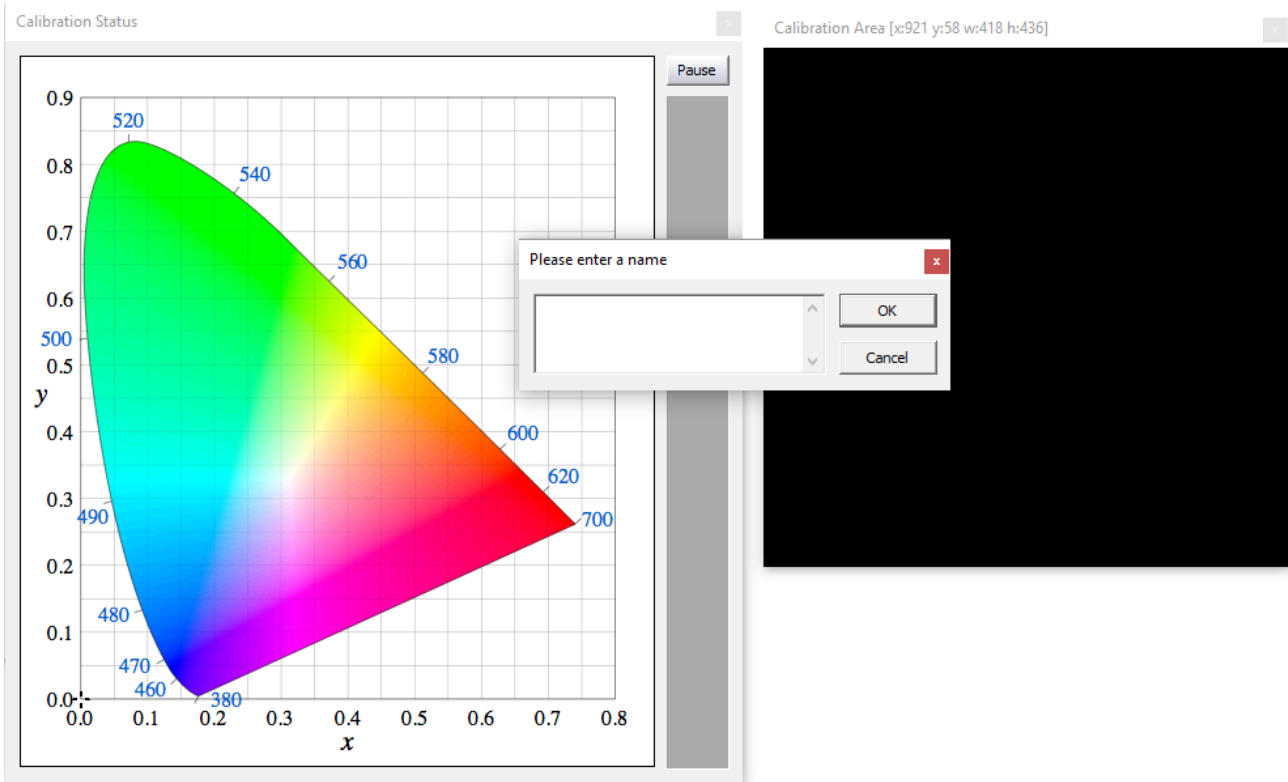 Calibration Status
x
Calibration Area [x:921 y:58 w:418 h:436]
x
Pause
0.9
520
0.8
540
0.7
560
0.6
500
0.5
580
y
0.4
600
620
0.3
490
700
0.2
480
0.1
470
460
380
0.0
0.0 0.1 0.2 0.3 0.4 0.5 0.6 0.7 0.8
x
Please enter a name
x
OK
Cancel